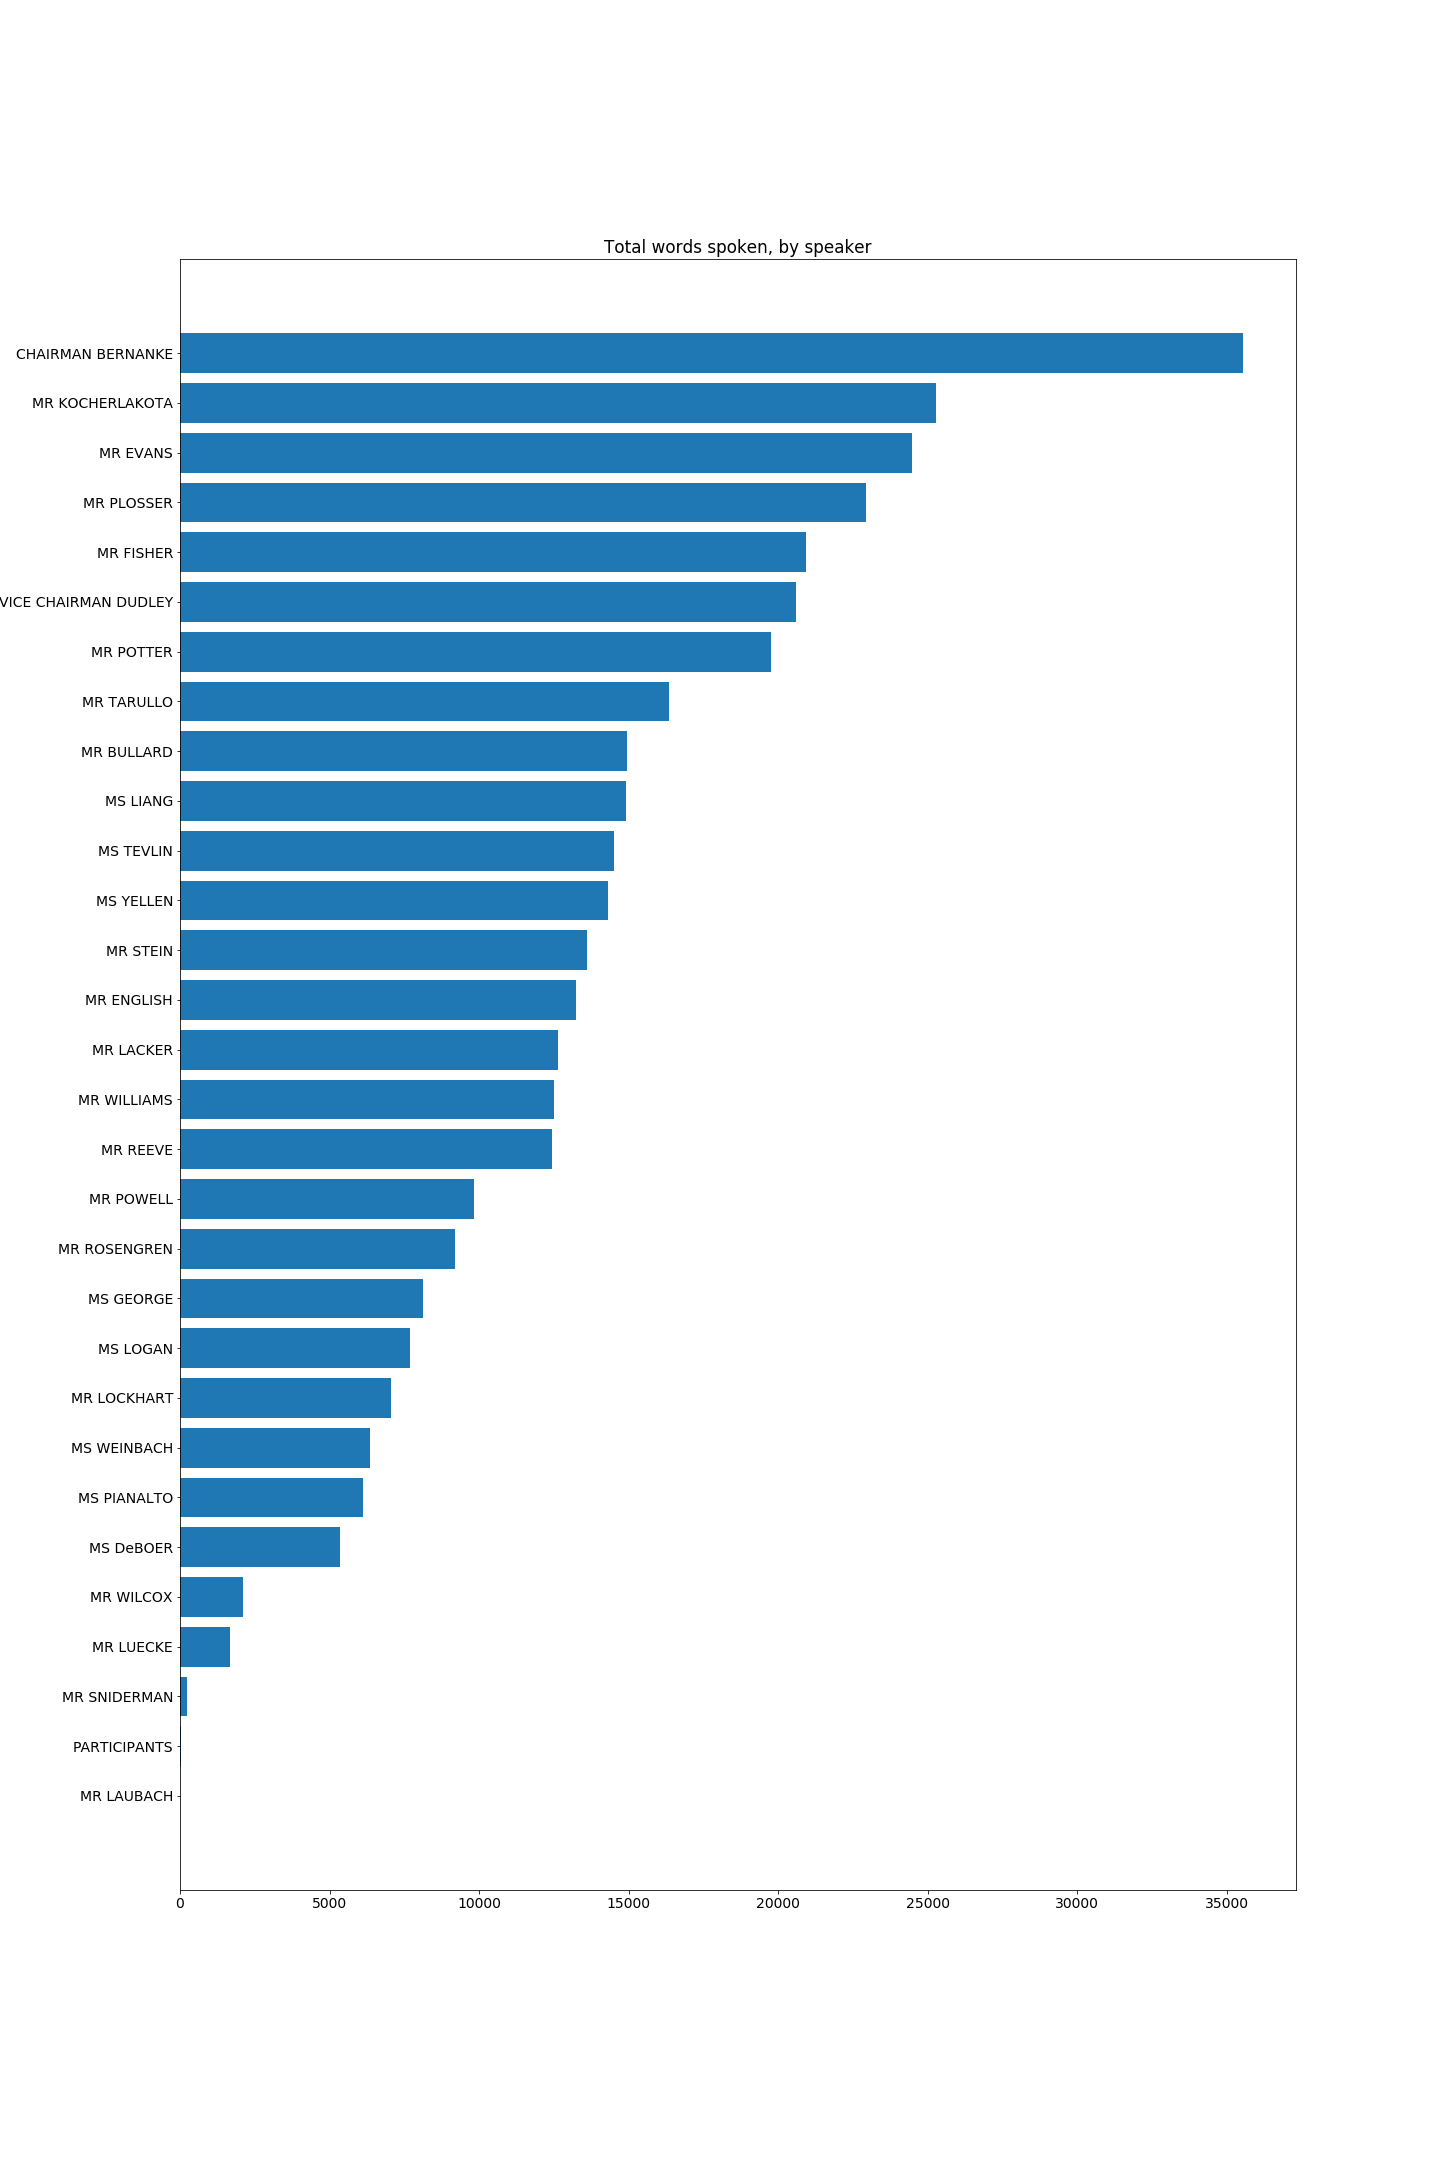 Total words spoken, by speaker
CHAIRMAN BERNANKE
MR KOCHERLAKOTA
MR EVANS
MR PLOSSER
MR FISHER
VICE CHAIRMAN DUDLEY
MR POTTER
MR TARULLO
MR BULLARD
MS LIANG
MS TEVLIN
MS YELLEN
MR STEIN
MR ENGLISH
MR LACKER
MR WILLIAMS
MR REEVE
MR POWELL
MR ROSENGREN
MS GEORGE
MS LOGAN
MR LOCKHART
MS WEINBACH
MS PIANALTO
MS DeBOER
MR WILCOX
MR LUECKE
MR SNIDERMAN
PARTICIPANTS
MR LAUBACH
0 5000 10000 15000 20000 25000 30000 35000